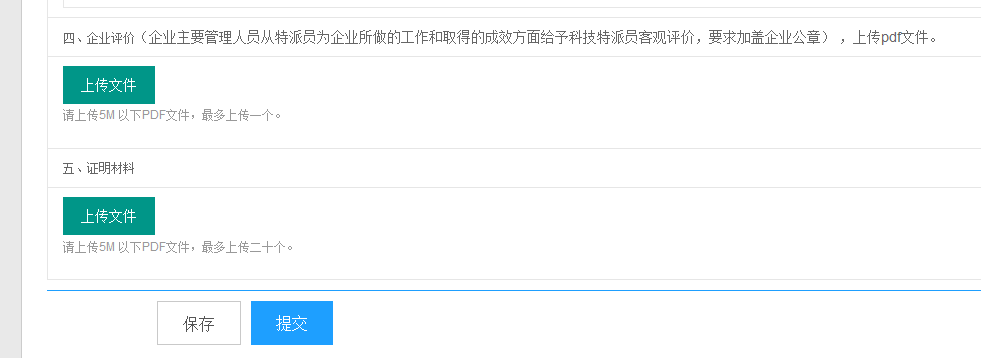 四、企业评价（企业主要管理人员从特派员为企业所做的工作和取得的成效方面给予科技特派员客观评价，要求加盖企业公章），上传pdf文件。
上传文件
请上传5M 以下PDF文件，最多上传一个。
五、证明材料
上传文件
请上传5M 以下PDF文件，最多上传二十个。
保存 提交